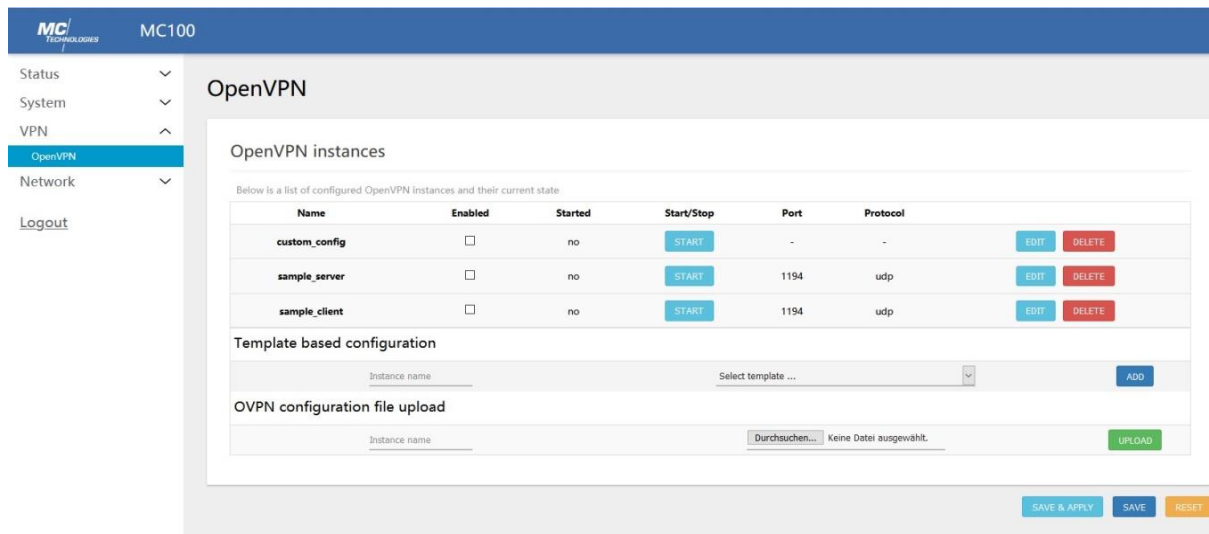 MC TECHNOLOGIES
MC100
Status
System
VPN
OpenVPN
Network
Logout
OpenVPN
OpenVPN instances
Below is a list of configured OpenVPN instances and their current state
Name Enabled Started Start/Stop Port Protocol
custom_config no START - - EDIT DELETE
sample_server no START 1194 udp EDIT DELETE
sample_client no START 1194 udp EDIT DELETE
Template based configuration
Instance name Select template ... ADD
OVPN configuration file upload
Instance name Durchsuchen... Keine Datei ausgewählt. UPLOAD
SAVE & APPLY SAVE RESET